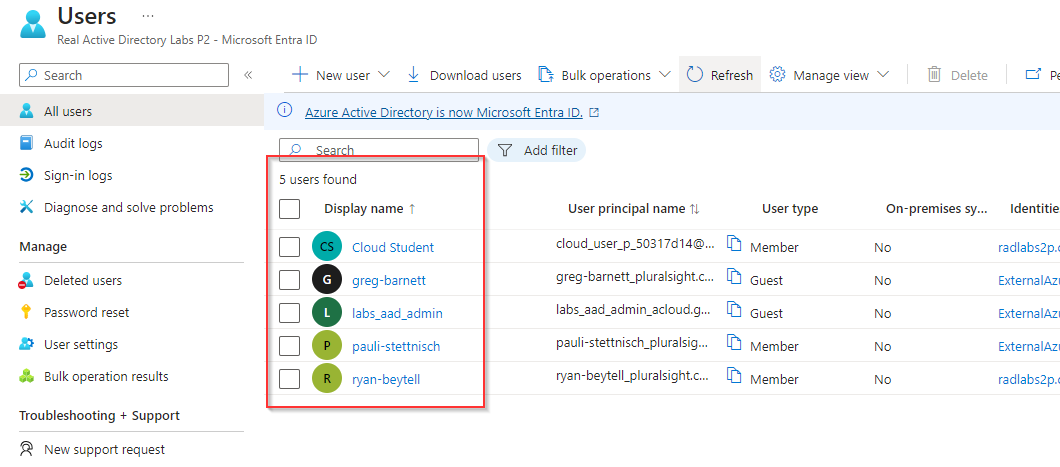 Users ...
Real Active Directory Labs P2 - Microsoft Entra ID
Search «
New user Download users Bulk operations Refresh Manage view Delete Pe
All users
Audit logs
Sign-in logs
Diagnose and solve problems
Manage
Deleted users
Password reset
User settings
Bulk operation results
Troubleshooting + Support
New support request
Azure Active Directory is now Microsoft Entra ID.
Search Add filter
5 users found
Display name ↑ User principal name ↑↓ User type On-premises sy... Identitie
CS Cloud Student cloud_user_p_50317d14@... Member No radlabs2p.c
G greg-barnett greg-barnett_pluralsight.c... Guest No ExternalAz
L labs_aad_admin labs_aad_admin_acloud.g... Guest No ExternalAz
P pauli-stettnisch pauli-stettnisch_pluralsig... Member No ExternalAz
R ryan-beytell ryan-beytell_pluralsight.c... Member No radlabs2p.c